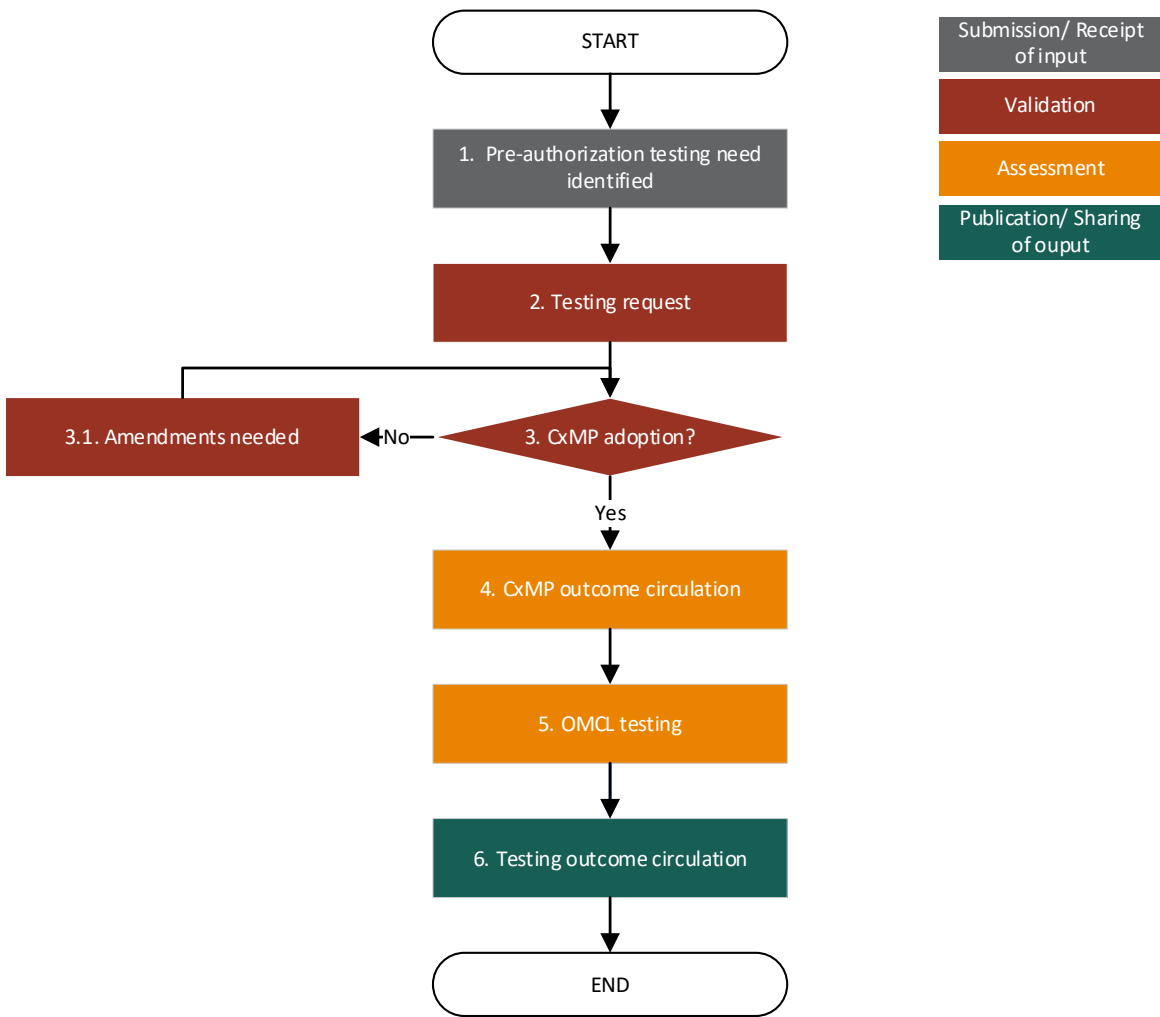 START
Submission/ Receipt
of input
Validation
Assessment
Publication/ Sharing
of ouput
1. Pre-authorization testing need
identified
2. Testing request
3. CxMP adoption?
No
3.1. Amendments needed
Yes
4. CxMP outcome circulation
5. OMCL testing
6. Testing outcome circulation
END